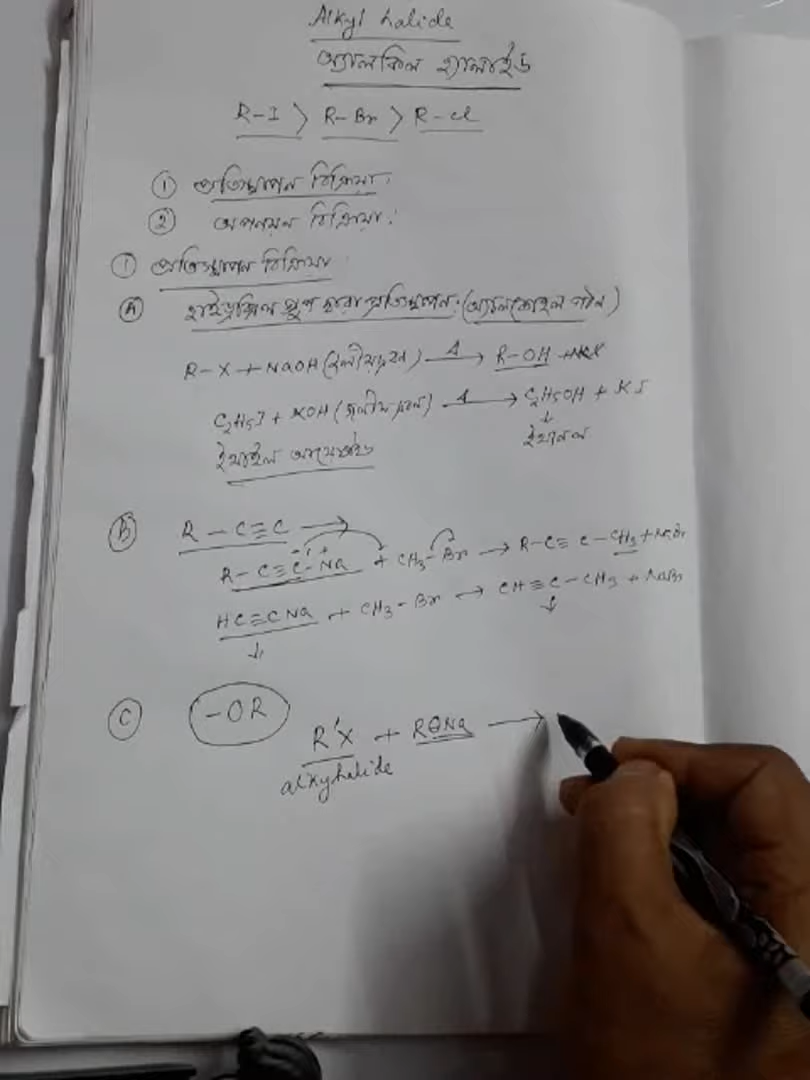 Alkyl halide
অ্যালকিল হ্যালাইড
R-I > R-Br > R-Cl
① প্রতিস্থাপন বিক্রিয়া:
② অপনয়ন বিক্রিয়া:
① প্রতিস্থাপন বিক্রিয়া
Ⓐ হাইড্রক্সিল গ্রুপ দ্বারা প্রতিস্থাপন: (অ্যালকোহল গঠন)
R-X + NaOH (জলীয় দ্রবণ) —Δ→ R-OH + NaX
C₂H₅I + KOH (জলীয় দ্রবণ) —Δ→ C₂H₅OH + KI
↓
ইথাইল আয়োডাইড ইথানল
Ⓑ R-C≡C →
R-C≡C⁻-Na⁺ + CH₃-Br → R-C≡C-CH₃ + NaBr
HC≡CNa + CH₃-Br → CH≡C-CH₃ + NaBr
↓ ↓
Ⓒ -OR
R'X + RONa →
alkyhalide